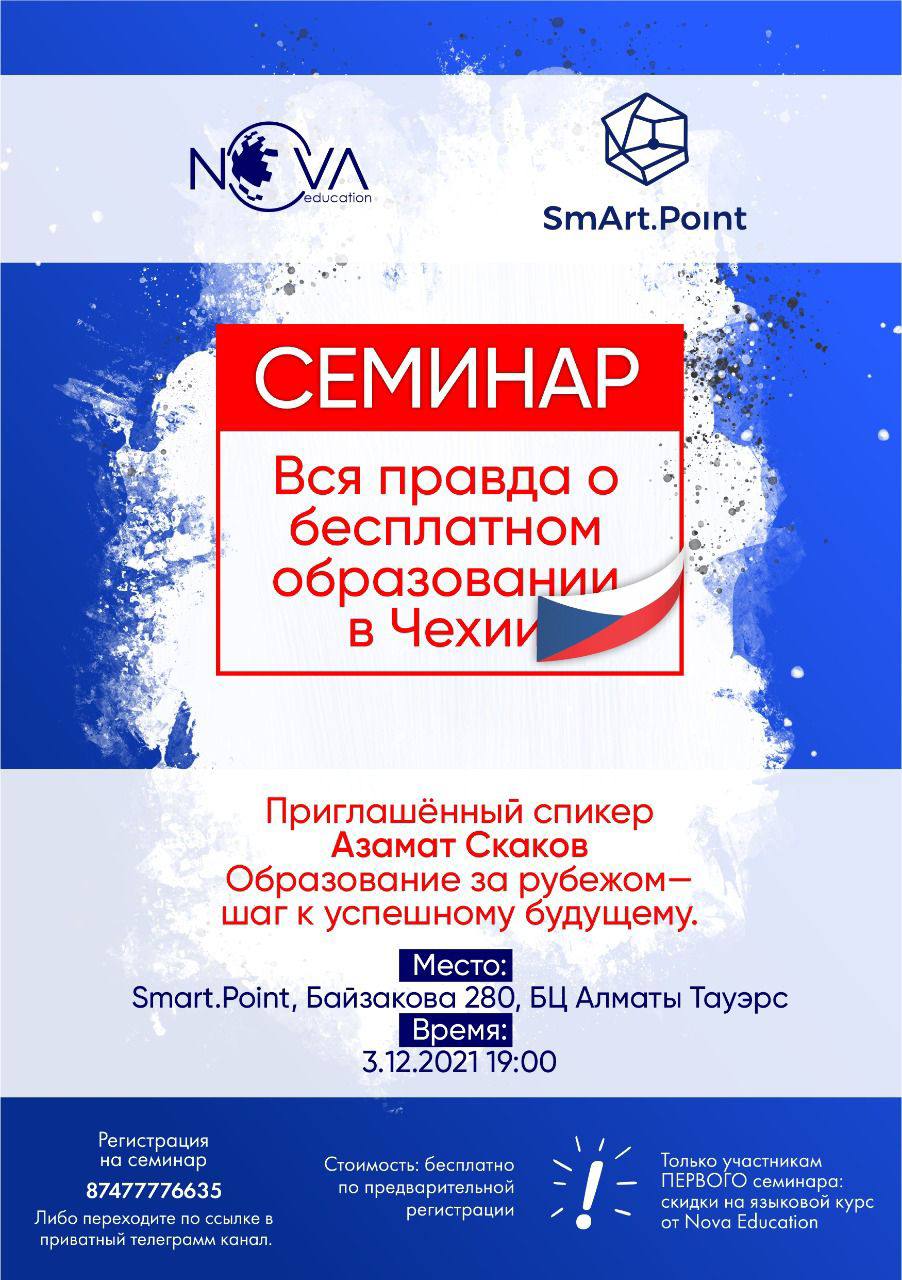 NOVA
education
SmArt.Poınt
СЕМИНАР
Вся правда о
бесплатном
образовании
в Чехии
Приглашённый спикер
Азамат Скаков
Образование за рубежом—
шаг к успешному будущему.
Место:
Smart.Point, Байзакова 280, БЦ Алматы Тауэрс
Время:
3.12.2021 19:00
Регистрация
на семинар
87477776635
Либо переходите по ссылке в
приватный телеграмм канал.
Стоимость: бесплатно
по предварительной
регистрации
Только участникам
ПЕРВОГО семинара:
скидки на языковой курс
от Nova Education